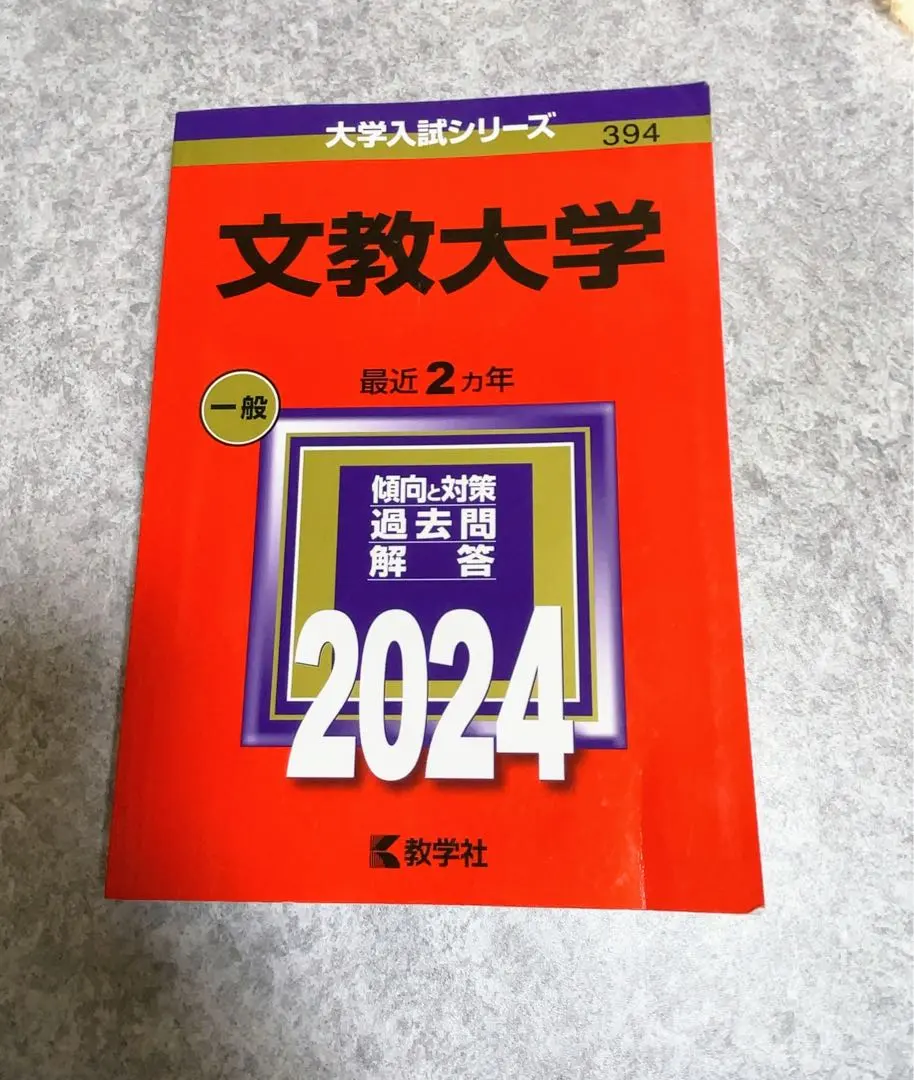 大学入試シリーズ
394
文教大学
最近2カ年
一般
傾向と対策
過去問
解答
2024
教学社